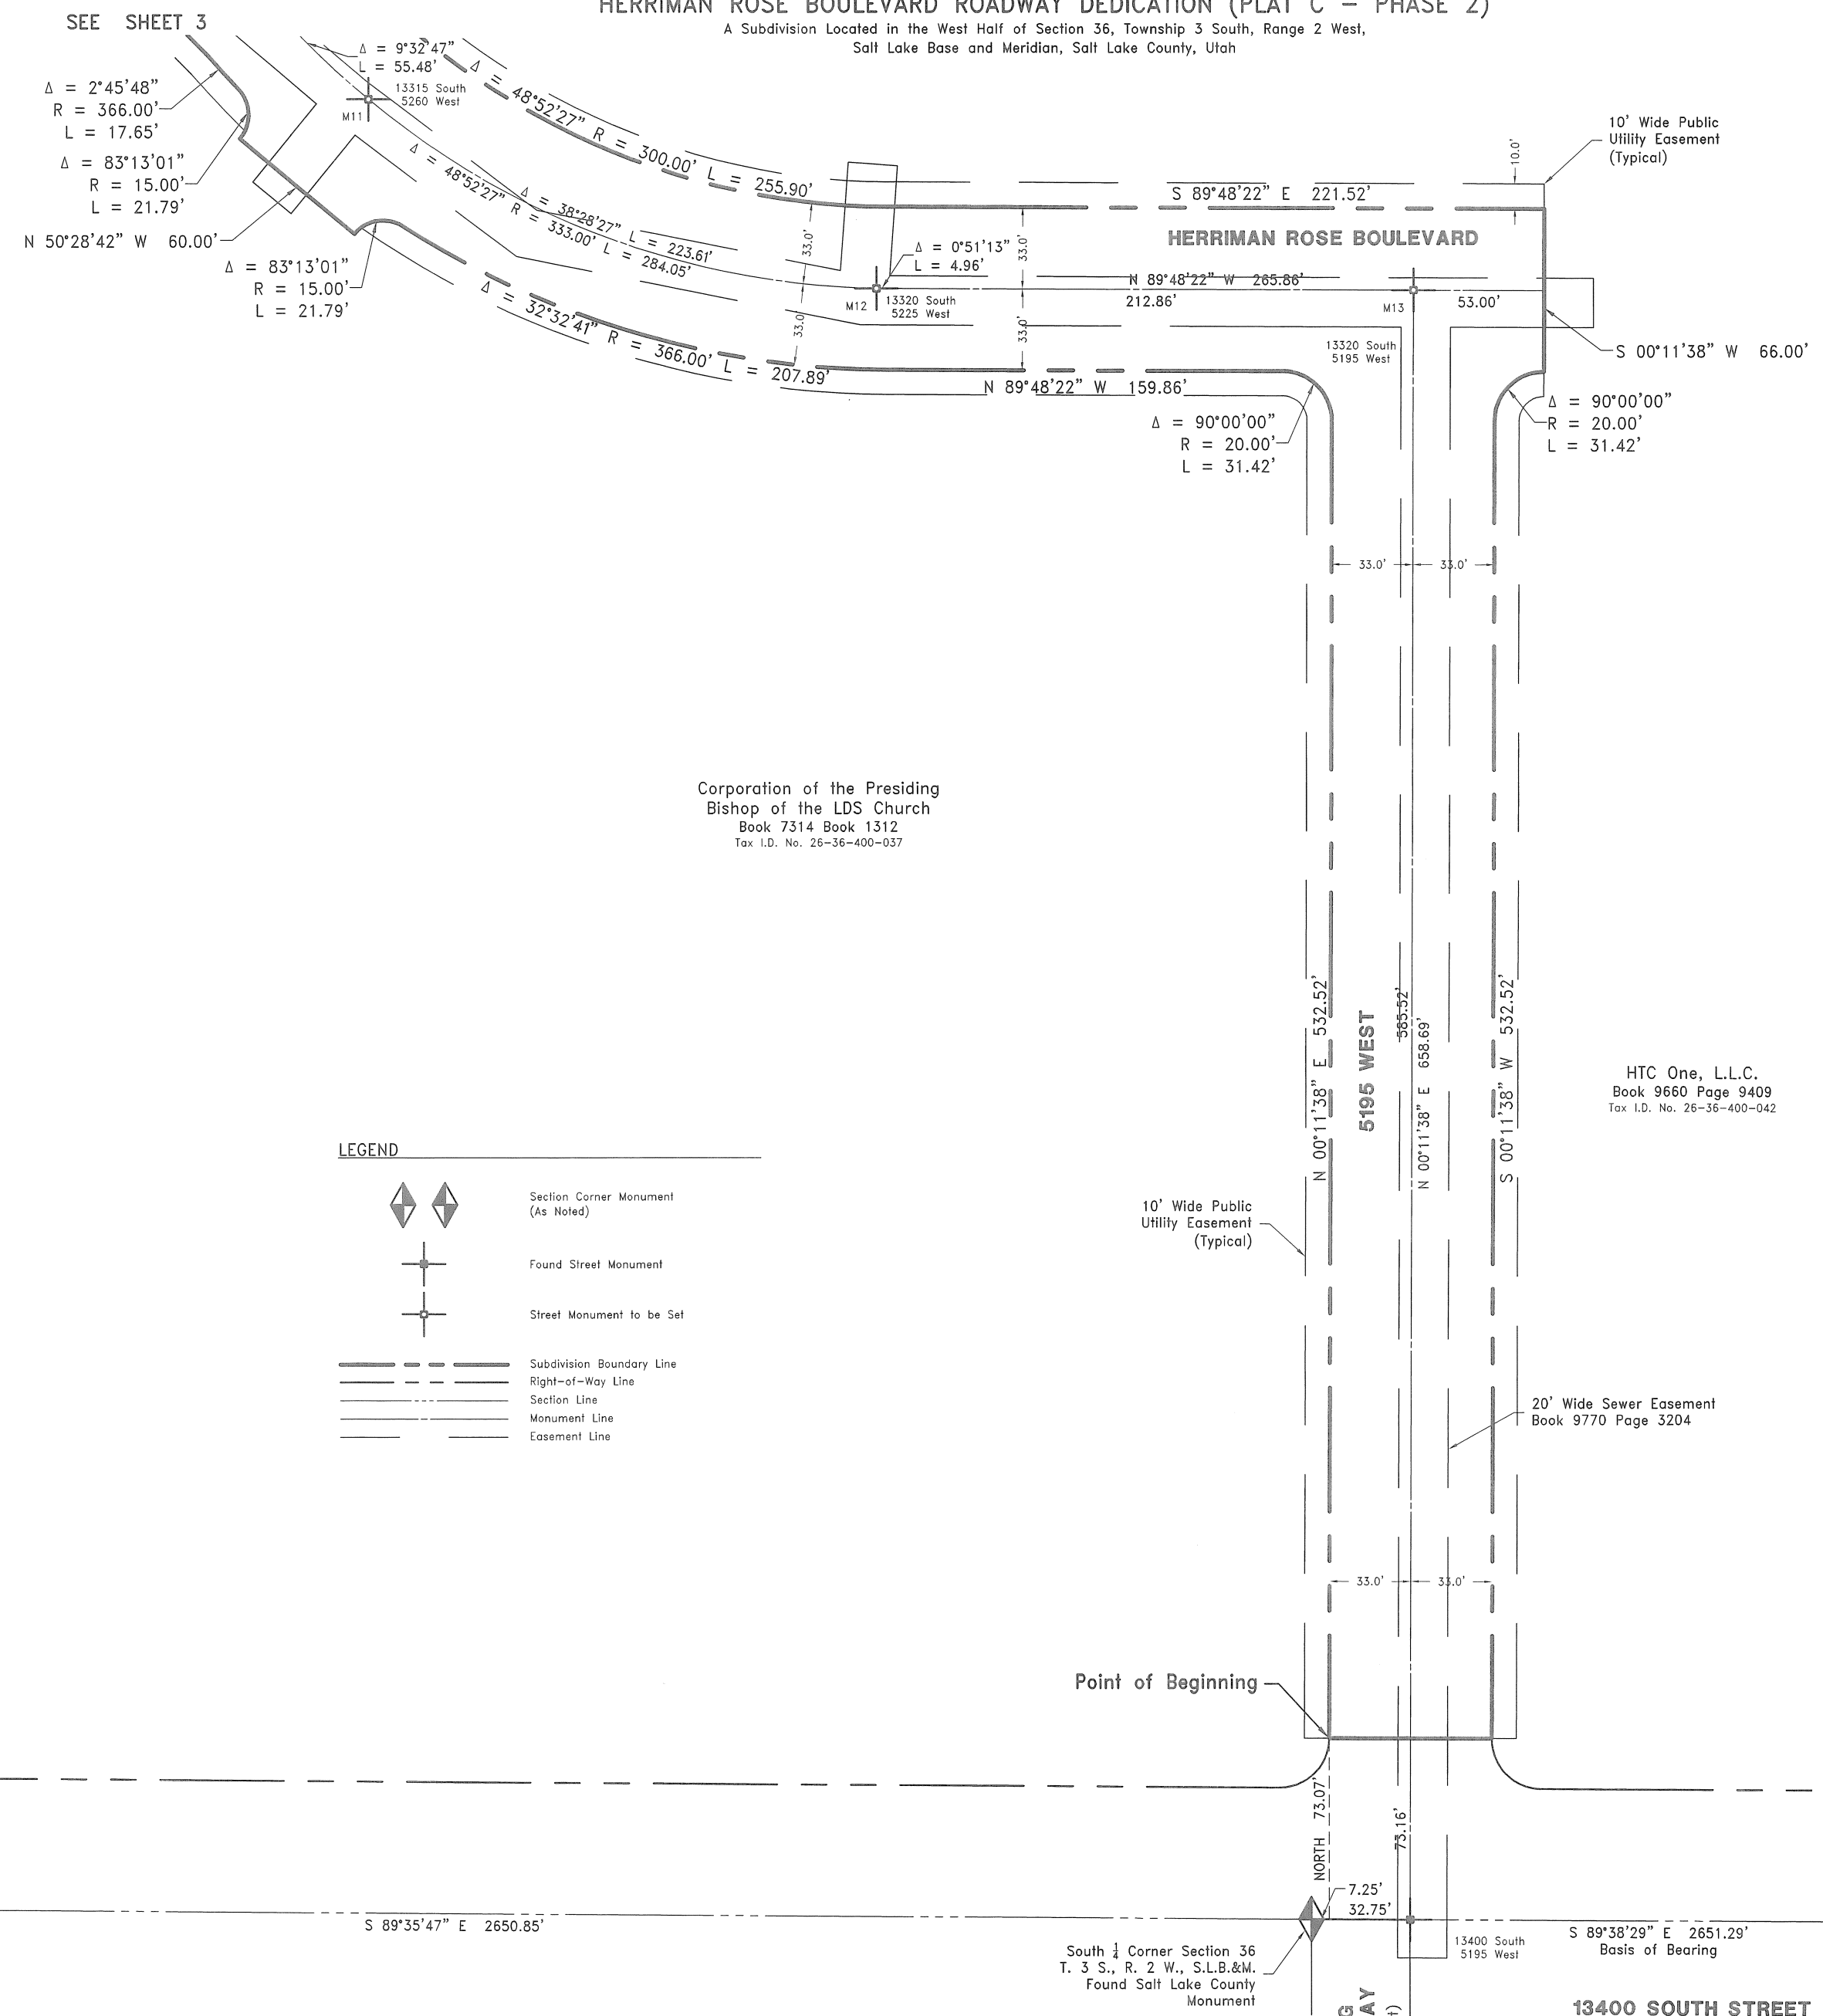 HERRIMAN ROSE BOULEVARD ROADWAY DEDICATION (PLAT C – PHASE 2)
A Subdivision Located in the West Half of Section 36, Township 3 South, Range 2 West,
Salt Lake Base and Meridian, Salt Lake County, Utah
SEE SHEET 3
Δ = 9°32'47"
L = 55.48'
13315 South
5260 West
M11
Δ = 2°45'48"
R = 366.00'
L = 17.65'
Δ = 83°13'01"
R = 15.00'
L = 21.79'
N 50°28'42" W 60.00'
Δ = 83°13'01"
R = 15.00'
L = 21.79'
Δ = 48°52'27" R = 300.00' L = 255.90'
Δ = 48°52'27" R = 333.00' L = 284.05'
Δ = 38°28'27" L = 223.61'
Δ = 32°32'41" R = 366.00' L = 207.89'
33.0'
33.0'
Δ = 0°51'13"
L = 4.96'
M12
13320 South
5225 West
33.0'
33.0'
10.0'
10' Wide Public
Utility Easement
(Typical)
S 89°48'22" E 221.52'
HERRIMAN ROSE BOULEVARD
N 89°48'22" W 265.86'
212.86'
M13
53.00'
13320 South
5195 West
S 00°11'38" W 66.00'
N 89°48'22" W 159.86'
Δ = 90°00'00"
R = 20.00'
L = 31.42'
Δ = 90°00'00"
R = 20.00'
L = 31.42'
33.0'
33.0'
Corporation of the Presiding
Bishop of the LDS Church
Book 7314 Book 1312
Tax I.D. No. 26-36-400-037
N 00°11'38" E 532.52'
5195 WEST
585.52'
N 00°11'38" E 658.69'
S 00°11'38" W 532.52'
HTC One, L.L.C.
Book 9660 Page 9409
Tax I.D. No. 26-36-400-042
LEGEND
Section Corner Monument
(As Noted)
Found Street Monument
Street Monument to be Set
Subdivision Boundary Line
Right-of-Way Line
Section Line
Monument Line
Easement Line
10' Wide Public
Utility Easement
(Typical)
20' Wide Sewer Easement
Book 9770 Page 3204
33.0'
33.0'
Point of Beginning
NORTH 73.07'
73.16'
7.25'
32.75'
S 89°35'47" E 2650.85'
South 1/4 Corner Section 36
T. 3 S., R. 2 W., S.L.B.&M.
Found Salt Lake County
Monument
13400 South
5195 West
S 89°38'29" E 2651.29'
Basis of Bearing
13400 SOUTH STREET